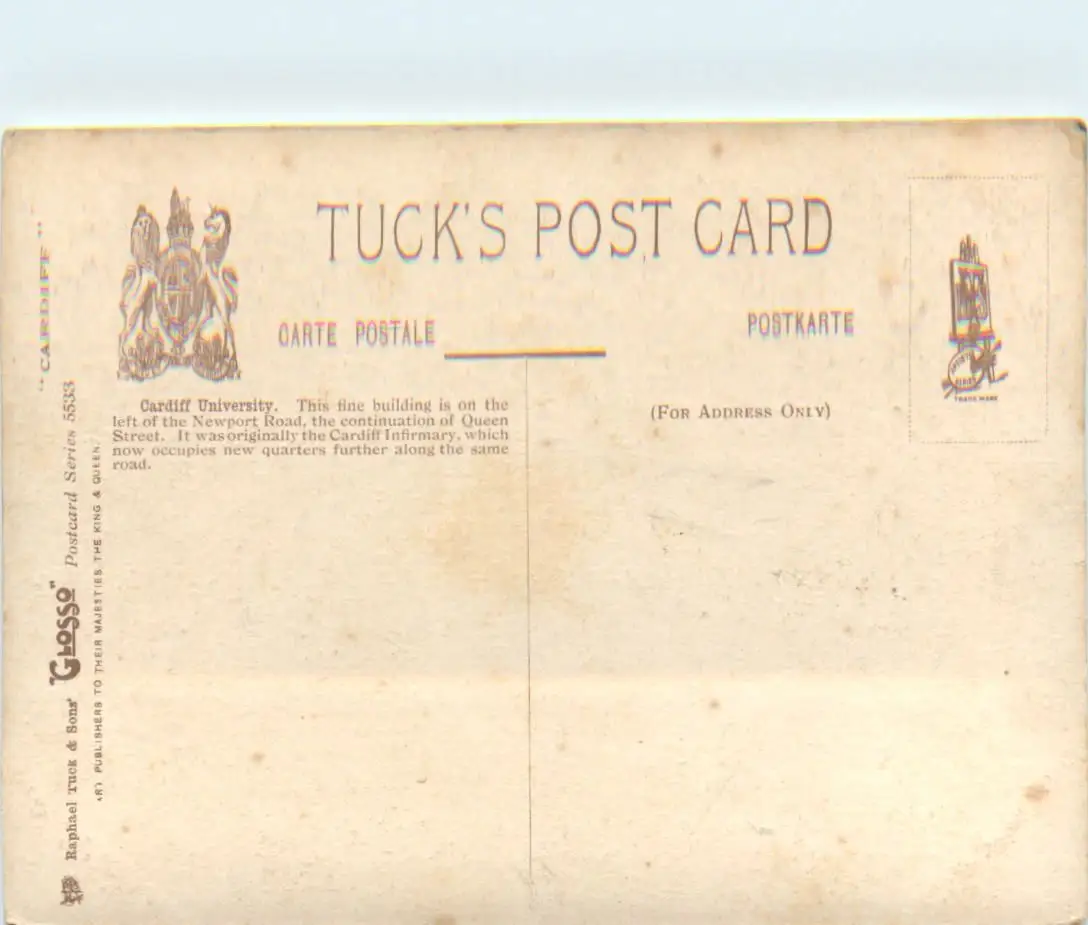 TUCK'S POST CARD
CARTE POSTALE
POSTKARTE
Cardiff University. This fine building is on the
left of the Newport Road, the continuation of Queen
Street. It was originally the Cardiff Infirmary, which
now occupies new quarters further along the same
road.
(FOR ADDRESS ONLY)
TRADE MARK
"CARDIFF"
Raphael Tuck & Sons' "GLOSSO" Postcard Series 5533
(R) PUBLISHERS TO THEIR MAJESTIES THE KING & QUEEN.